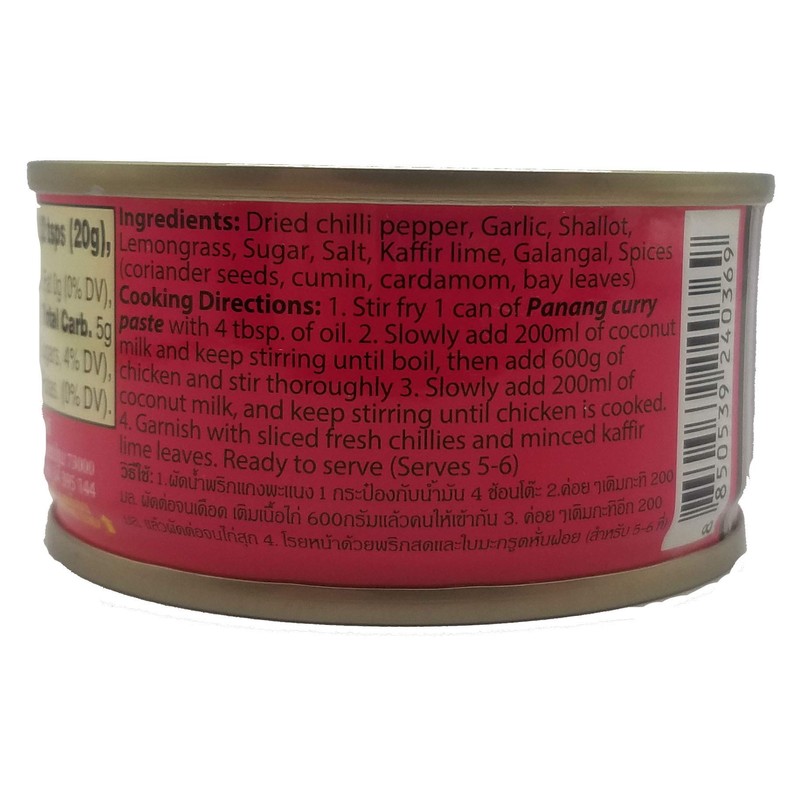 tsps (20g),
Fat 0g (0% DV),
Total Carb. 5g
4% DV),
(0% DV).
73000
Ingredients: Dried chilli pepper, Garlic, Shallot,
Lemongrass, Sugar, Salt, Kaffir lime, Galangal, Spices
(coriander seeds, cumin, cardamom, bay leaves)
Cooking Directions: 1. Stir fry 1 can of Panang curry
paste with 4 tbsp. of oil. 2. Slowly add 200ml of coconut
milk and keep stirring until boil, then add 600g of
chicken and stir thoroughly 3. Slowly add 200ml of
coconut milk, and keep stirring until chicken is cooked.
4. Garnish with sliced fresh chillies and minced kaffir
lime leaves. Ready to serve (Serves 5-6)
วิธีใช้: 1.ผัดน้ำพริกแกงพะแนง 1 กระป๋องกับน้ำมัน 4 ช้อนโต๊ะ 2.ค่อย ๆเติมกะทิ 200
มล. ผัดต่อจนเดือด เติมเนื้อไก่ 600กรัมแล้วคนให้เข้ากัน 3. ค่อย ๆเติมกะทิอีก 200
มล. แล้วผัดต่อจนไก่สุก 4. โรยหน้าด้วยพริกสดและใบมะกรูดหั่นฝอย (สำหรับ 5-6 ที่)
8 850539 240369